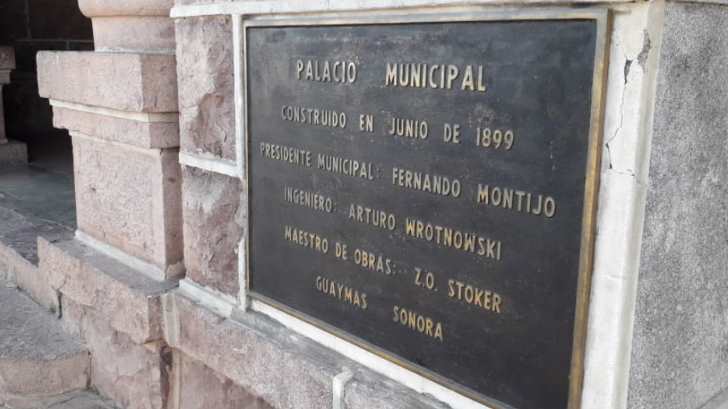 PALACIO MUNICIPAL
CONSTRUIDO EN JUNIO DE 1899
PRESIDENTE MUNICIPAL: FERNANDO MONTIJO
INGENIERO: ARTURO WROTNOWSKI
MAESTRO DE OBRAS: Z.O. STOKER
GUAYMAS SONORA